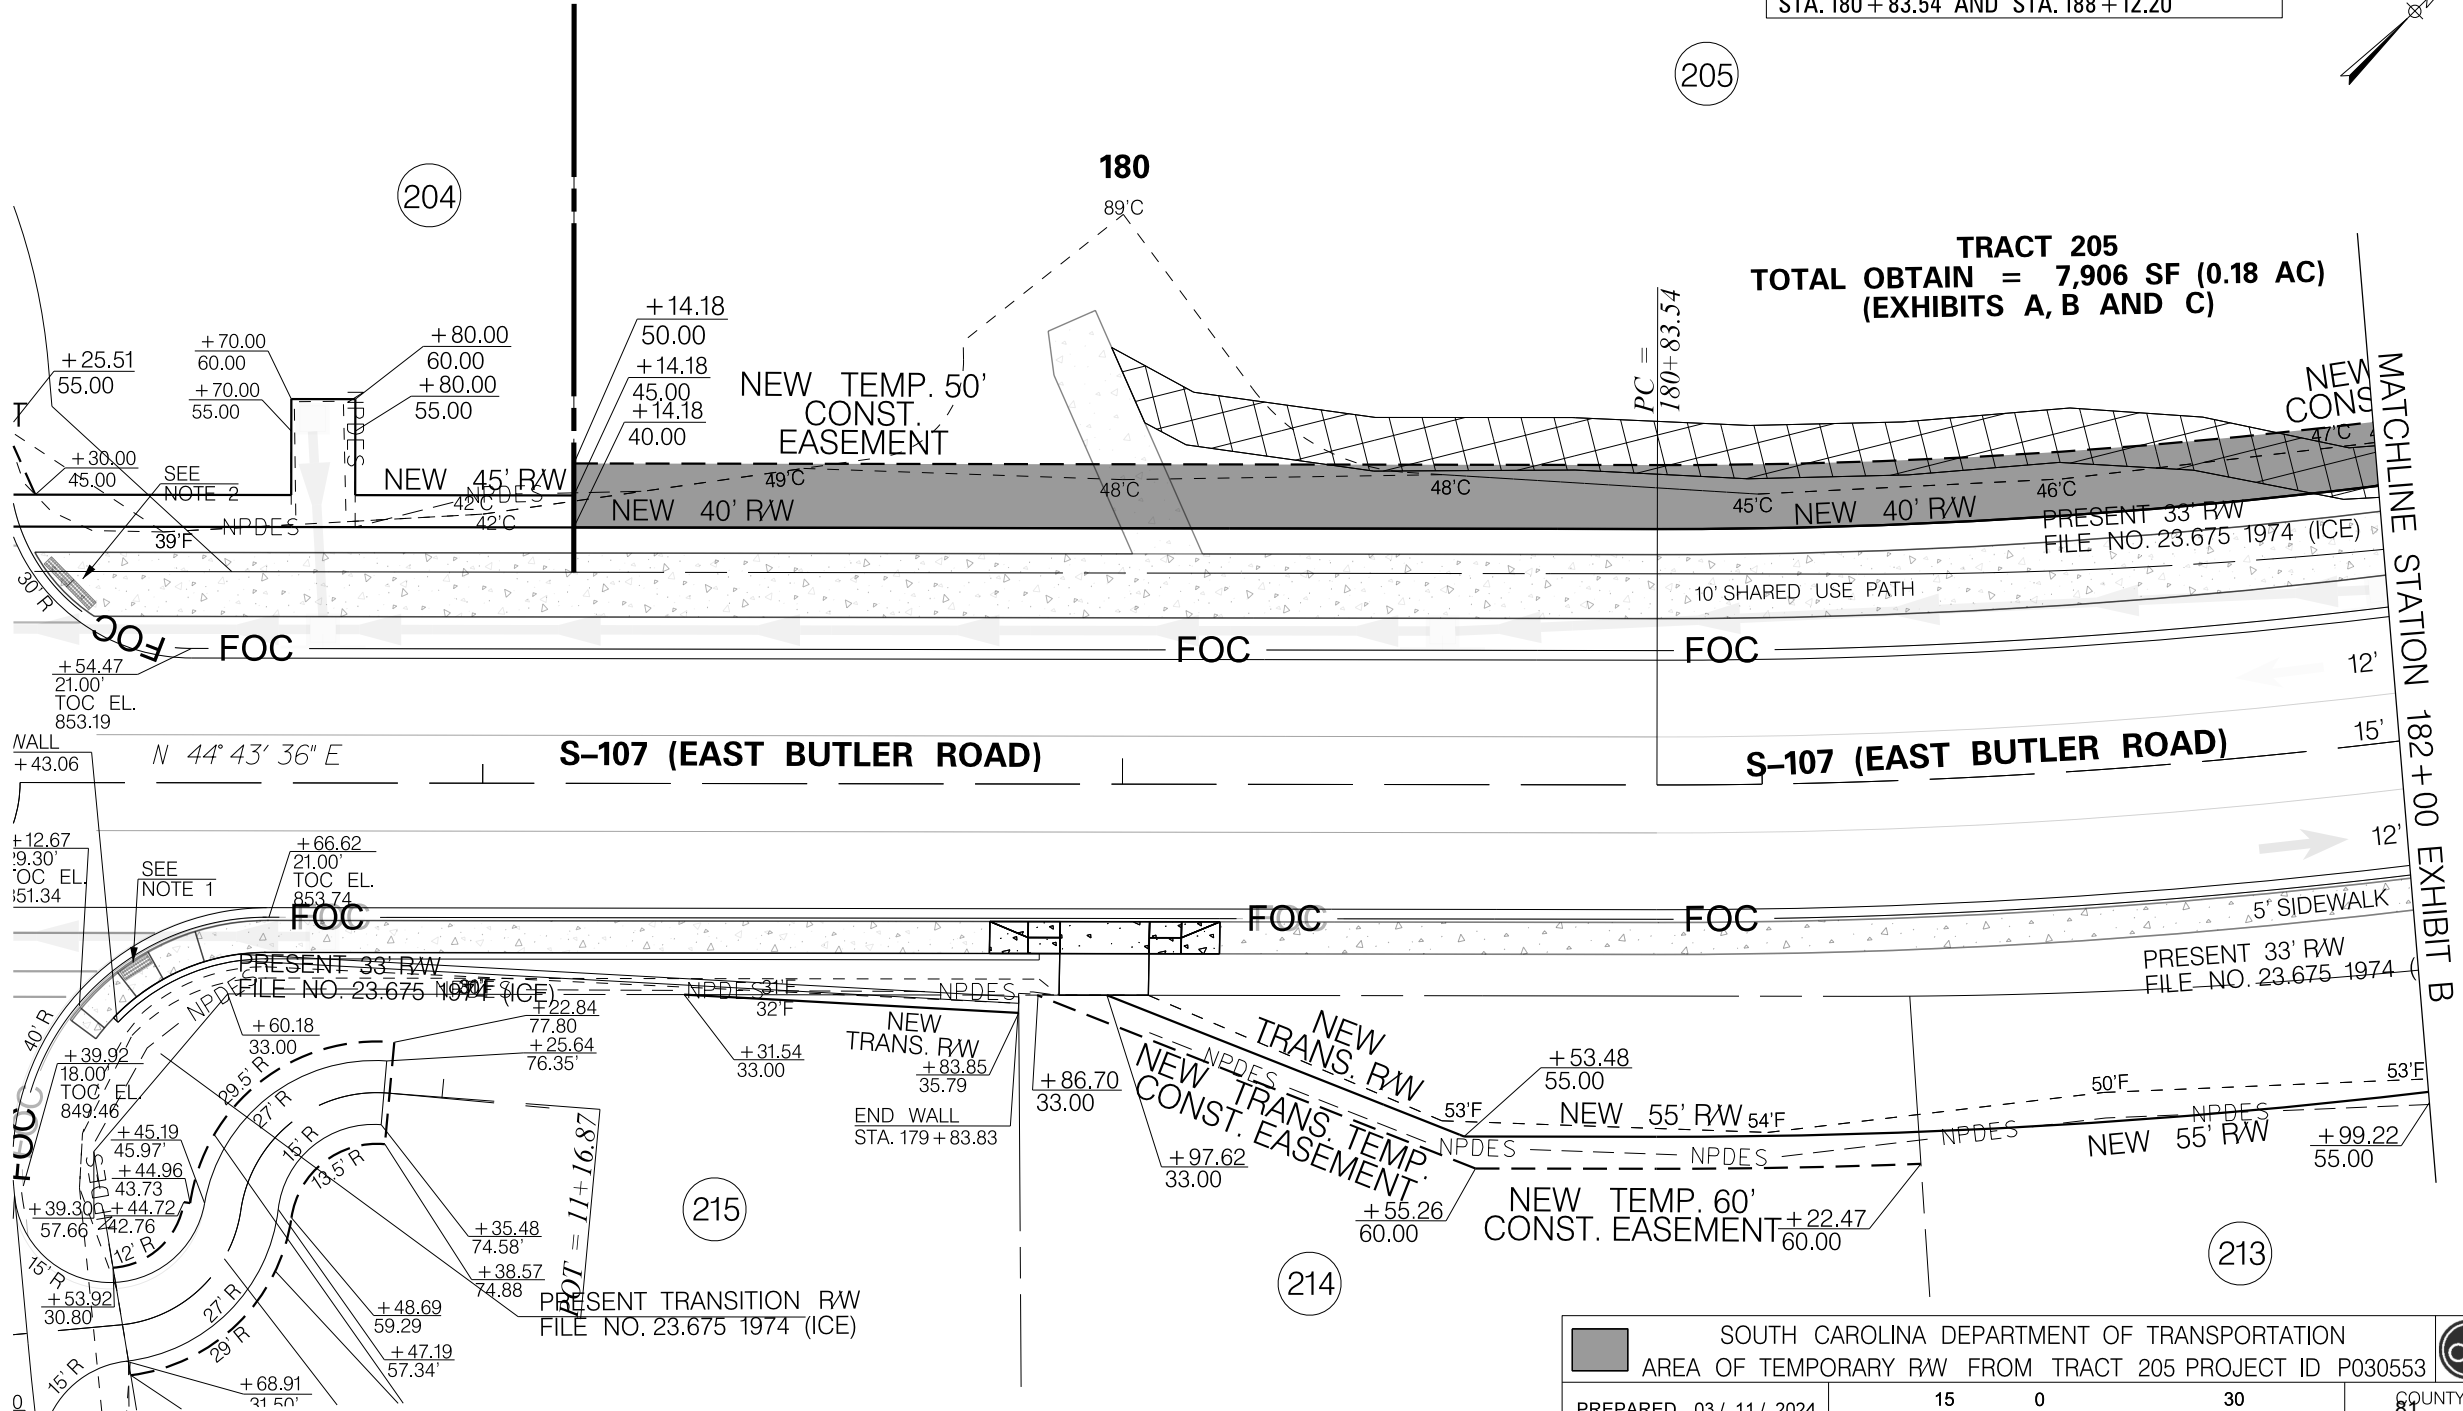 STA. 180 + 83.54 AND STA. 188 + 12.20
205
204
180
89'C
TRACT 205
TOTAL OBTAIN = 7,906 SF (0.18 AC)
(EXHIBITS A, B AND C)
PC =
180+83.54
+14.18
50.00
+14.18
45.00
+14.18
40.00
+70.00
60.00
+70.00
55.00
+80.00
60.00
+80.00
55.00
+25.51
55.00
+30.00
45.00
SEE
NOTE 2
NPDES
NEW 45' R/W
NPDES
42'C
42'C
NPDES
39'F
NEW TEMP. 50'
CONST.
EASEMENT
49'C
48'C
48'C
45'C
46'C
47'C
NEW 40' R/W
NEW 40' R/W
NEW
CONS
PRESENT 33' R/W
FILE NO. 23.675 1974 (ICE)
10' SHARED USE PATH
MATCHLINE STATION 182+00 EXHIBIT B
30' R
FOC
FOC
FOC
FOC
+54.47
21.00'
TOC EL.
853.19
12'
15'
12'
WALL
+43.06
N 44° 43' 36" E
S-107 (EAST BUTLER ROAD)
S-107 (EAST BUTLER ROAD)
+12.67
29.30'
TOC EL.
851.34
SEE
NOTE 1
+66.62
21.00'
TOC EL.
853.74
FOC
FOC
FOC
5' SIDEWALK
PRESENT 33' R/W
FILE NO. 23.675 1974 (
PRESENT 33' R/W
FILE NO. 23.675 1974 (ICE)
NPDES
NPDES
31'F
32'F
NPDES
40' R
+60.18
33.00
+22.84
77.80
+25.64
76.35'
+31.54
33.00
NEW
TRANS. R/W
+83.85
35.79
END WALL
STA. 179 + 83.83
+86.70
33.00
NEW
TRANS. R/W
NPDES
NEW TRANS. TEMP.
CONST. EASEMENT
+97.62
33.00
+53.48
55.00
53'F
NEW 55' R/W
54'F
50'F
53'F
NPDES
NPDES
NPDES
NPDES
NEW 55' R/W
+99.22
55.00
+55.26
60.00
NEW TEMP. 60'
CONST. EASEMENT
+22.47
60.00
+39.92
18.00'
TOC EL.
849.46
FOC
29.5' R
27' R
15' R
13.5' R
+45.19
45.97'
+44.96
43.73
+44.72
42.76
+39.30
57.66
NPDES
12' R
15' R
+53.92
30.80
27' R
29' R
15' R
+35.48
74.58'
+38.57
74.88
+48.69
59.29
+47.19
57.34'
+68.91
31.50'
POT = 11+16.87
PRESENT TRANSITION R/W
FILE NO. 23.675 1974 (ICE)
215
214
213
SOUTH CAROLINA DEPARTMENT OF TRANSPORTATION
AREA OF TEMPORARY R/W FROM TRACT 205 PROJECT ID P030553
PREPARED 03 / 11 / 2024
15 0 30
COUNTY